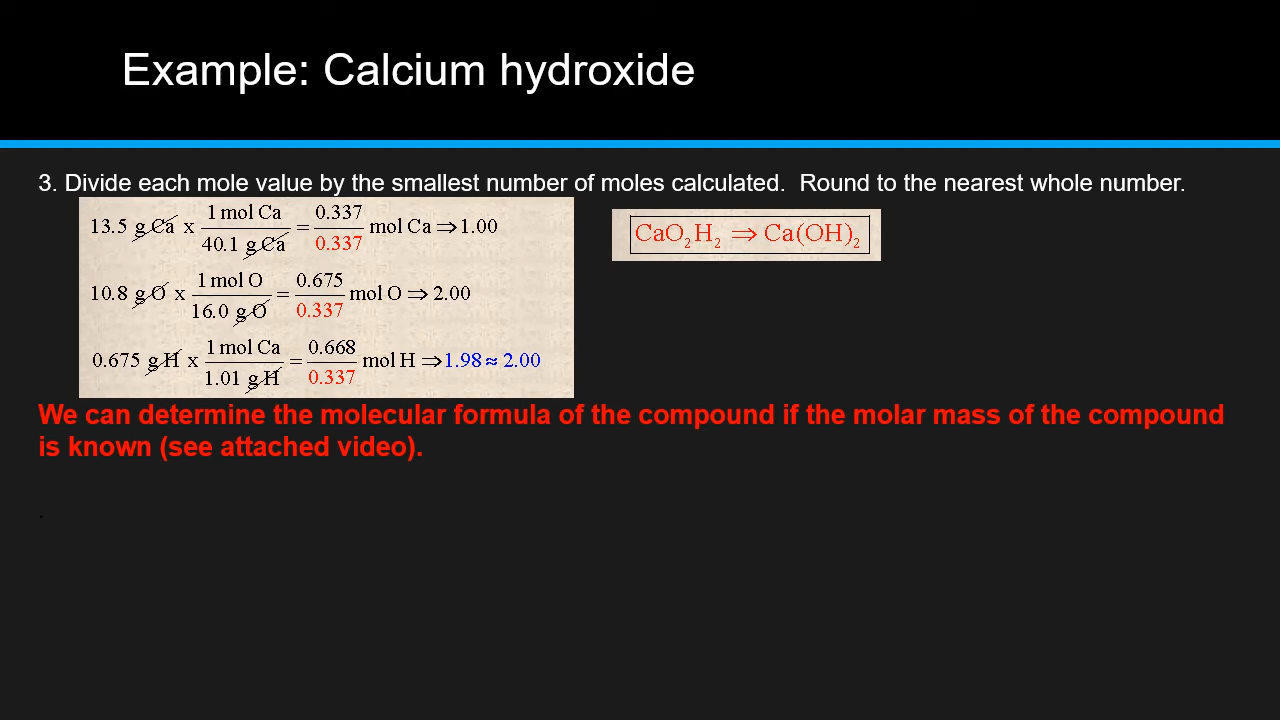 Example: Calcium hydroxide
3. Divide each mole value by the smallest number of moles calculated.  Round to the nearest whole number.
13.5 g Ca x 1 mol Ca / 40.1 g Ca = 0.337 / 0.337 mol Ca ⇒ 1.00
CaO₂H₂ ⇒ Ca(OH)₂
10.8 g O x 1 mol O / 16.0 g O = 0.675 / 0.337 mol O ⇒ 2.00
0.675 g H x 1 mol Ca / 1.01 g H = 0.668 / 0.337 mol H ⇒ 1.98 ≈ 2.00
We can determine the molecular formula of the compound if the molar mass of the compound
is known (see attached video).
.